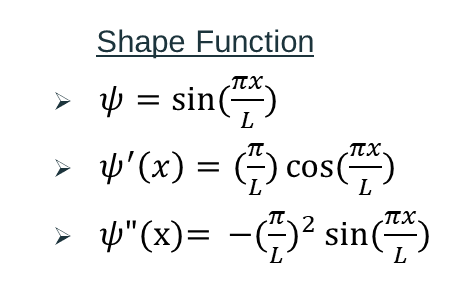 Shape Function
➢ ψ = sin(πx/L)
➢ ψ′(x) = (π/L) cos(πx/L)
➢ ψ"(x)= −(π/L)² sin(πx/L)